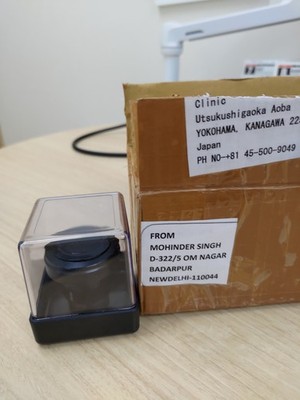 Clinic
Utsukushigaoka Aoba
YOKOHAMA, KANAGAWA 22
Japan
PH NO→81 45-500-9049
FROM
MOHINDER SINGH
D-322/5 OM NAGAR
BADARPUR
NEWDELHI-110044